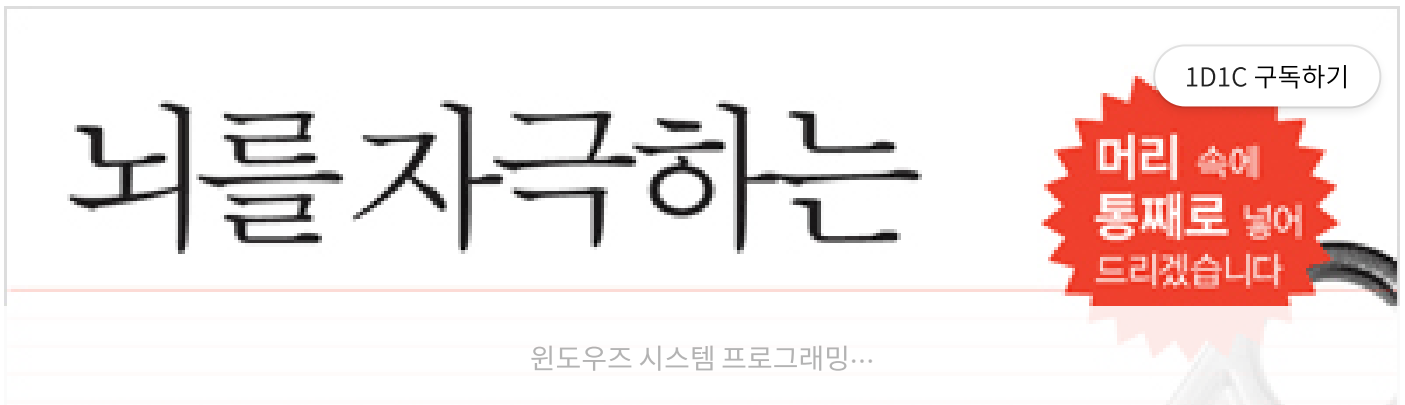 1D1C 구독하기
뇌를 자극하는
머리 속에
통째로 넣어
드리겠습니다
윈도우즈 시스템 프로그래밍…